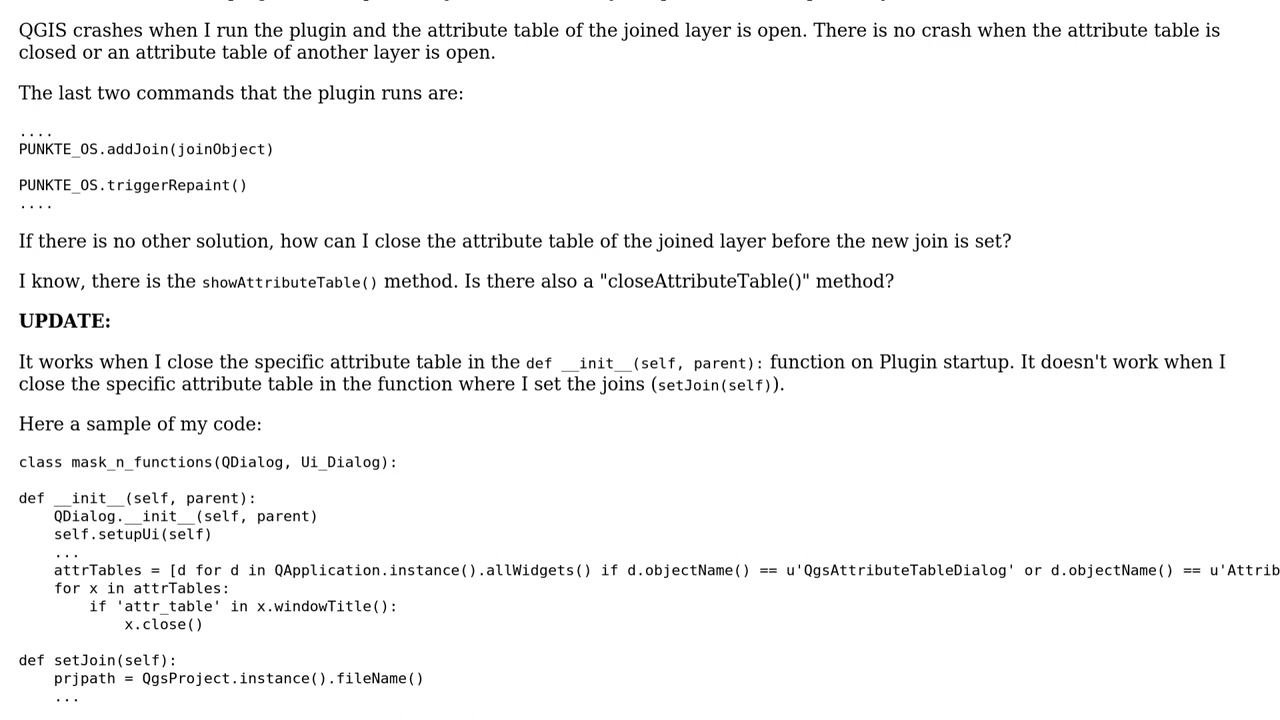 QGIS crashes when I run the plugin and the attribute table of the joined layer is open. There is no crash when the attribute table is
closed or an attribute table of another layer is open.
The last two commands that the plugin runs are:
....
PUNKTE_OS.addJoin(joinObject)
PUNKTE_OS.triggerRepaint()
....
If there is no other solution, how can I close the attribute table of the joined layer before the new join is set?
I know, there is the showAttributeTable() method. Is there also a "closeAttributeTable()" method?
UPDATE:
It works when I close the specific attribute table in the def __init__(self, parent): function on Plugin startup. It doesn't work when I
close the specific attribute table in the function where I set the joins (setJoin(self)).
Here a sample of my code:
class mask_n_functions(QDialog, Ui_Dialog):
def __init__(self, parent):
    QDialog.__init__(self, parent)
    self.setupUi(self)
    ...
    attrTables = [d for d in QApplication.instance().allWidgets() if d.objectName() == u'QgsAttributeTableDialog' or d.objectName() == u'Attrib
    for x in attrTables:
        if 'attr_table' in x.windowTitle():
            x.close()
def setJoin(self):
    prjpath = QgsProject.instance().fileName()
    ...